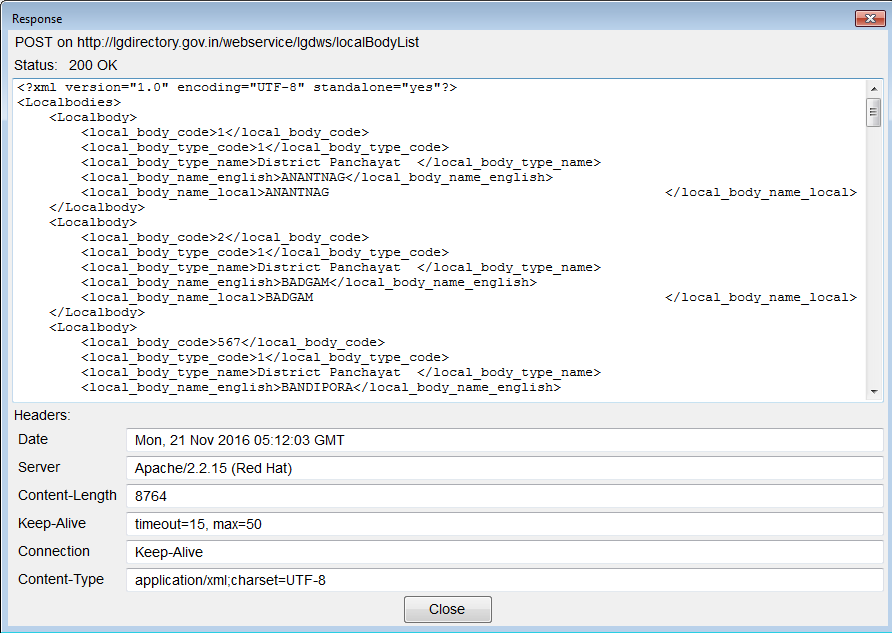 Response
POST on http://lgdirectory.gov.in/webservice/lgdws/localBodyList
Status: 200 OK
<?xml version="1.0" encoding="UTF-8" standalone="yes"?>
<Localbodies>
    <Localbody>
        <local_body_code>1</local_body_code>
        <local_body_type_code>1</local_body_type_code>
        <local_body_type_name>District Panchayat  </local_body_type_name>
        <local_body_name_english>ANANTNAG</local_body_name_english>
        <local_body_name_local>ANANTNAG                                          </local_body_name_local>
    </Localbody>
    <Localbody>
        <local_body_code>2</local_body_code>
        <local_body_type_code>1</local_body_type_code>
        <local_body_type_name>District Panchayat  </local_body_type_name>
        <local_body_name_english>BADGAM</local_body_name_english>
        <local_body_name_local>BADGAM                                            </local_body_name_local>
    </Localbody>
    <Localbody>
        <local_body_code>567</local_body_code>
        <local_body_type_code>1</local_body_type_code>
        <local_body_type_name>District Panchayat  </local_body_type_name>
        <local_body_name_english>BANDIPORA</local_body_name_english>
Headers:
Date Mon, 21 Nov 2016 05:12:03 GMT
Server Apache/2.2.15 (Red Hat)
Content-Length 8764
Keep-Alive timeout=15, max=50
Connection Keep-Alive
Content-Type application/xml;charset=UTF-8
Close